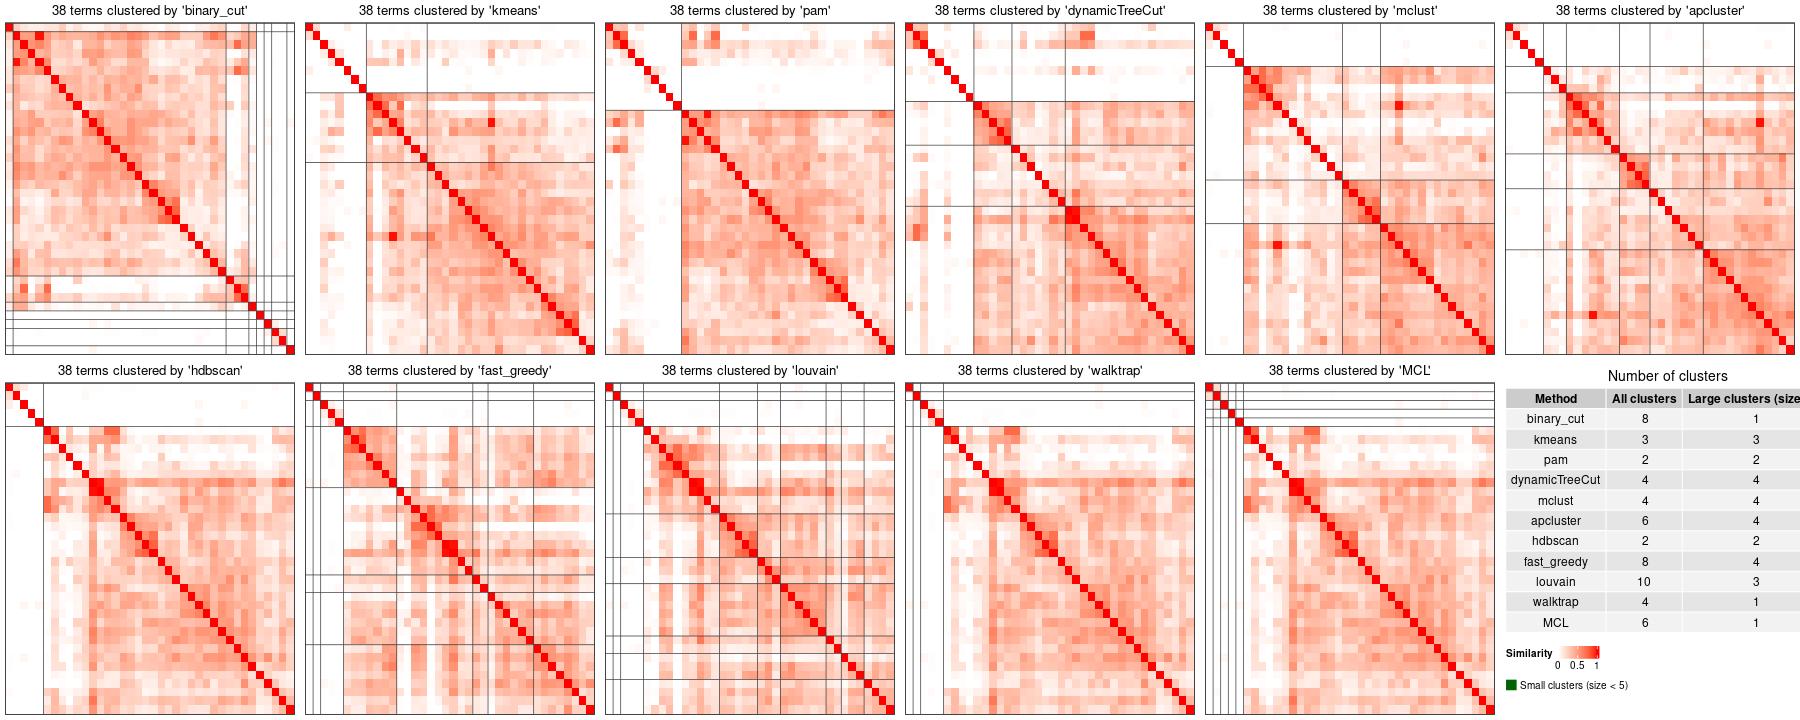 38 terms clustered by 'binary_cut'
38 terms clustered by 'kmeans'
38 terms clustered by 'pam'
38 terms clustered by 'dynamicTreeCut'
38 terms clustered by 'mclust'
38 terms clustered by 'apcluster'
38 terms clustered by 'hdbscan'
38 terms clustered by 'fast_greedy'
38 terms clustered by 'louvain'
38 terms clustered by 'walktrap'
38 terms clustered by 'MCL'
Number of clusters
Method All clusters Large clusters (size
binary_cut 8 1
kmeans 3 3
pam 2 2
dynamicTreeCut 4 4
mclust 4 4
apcluster 6 4
hdbscan 2 2
fast_greedy 8 4
louvain 10 3
walktrap 4 1
MCL 6 1
Similarity
0 0.5 1
Small clusters (size < 5)